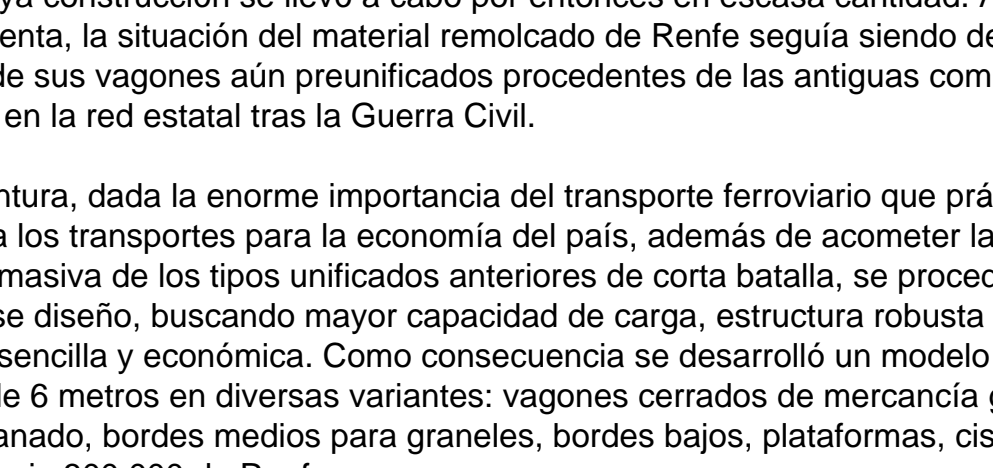 ya construcción se llevó a cabo por entonces en escasa cantidad.
enta, la situación del material remolcado de Renfe seguía siendo de
de sus vagones aún preunificados procedentes de las antiguas com
en la red estatal tras la Guerra Civil.
ntura, dada la enorme importancia del transporte ferroviario que prá
a los transportes para la economía del país, además de acometer la
masiva de los tipos unificados anteriores de corta batalla, se proced
se diseño, buscando mayor capacidad de carga, estructura robusta
sencilla y económica. Como consecuencia se desarrolló un modelo
de 6 metros en diversas variantes: vagones cerrados de mercancía g
anado, bordes medios para graneles, bordes bajos, plataformas, cis